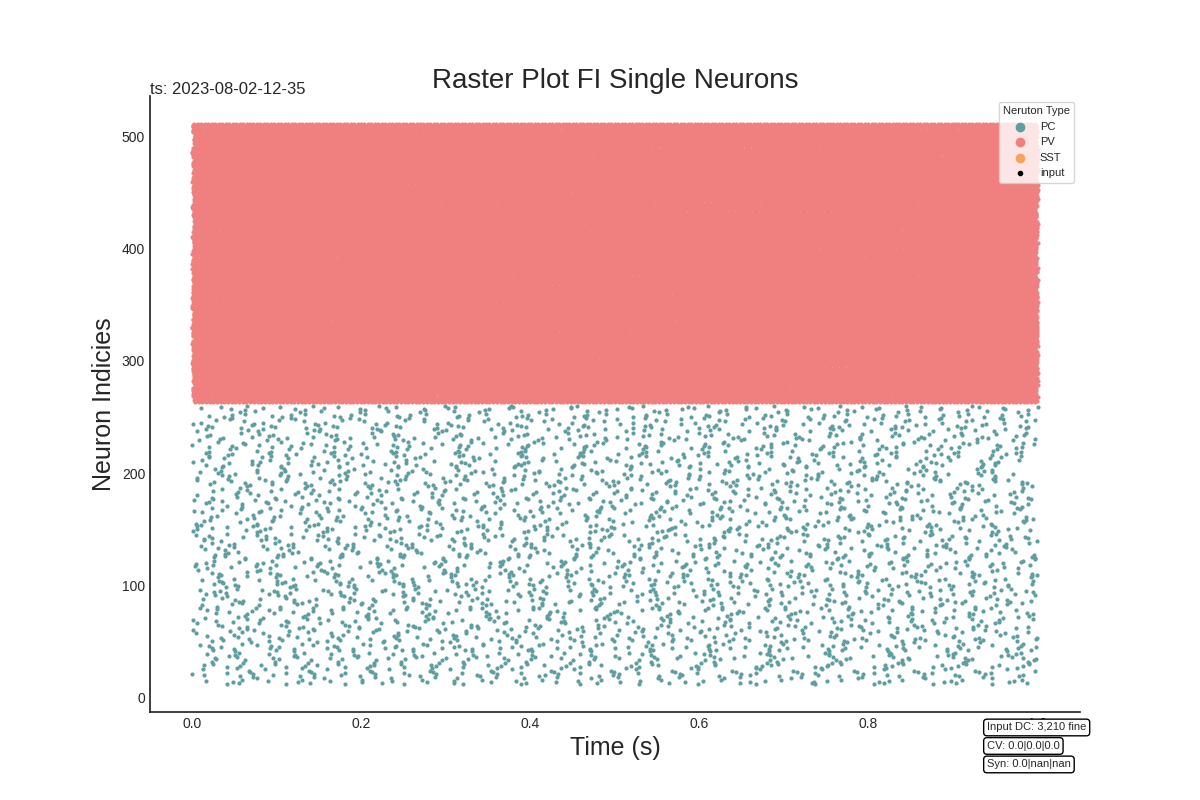 Raster Plot FI Single Neurons
ts: 2023-08-02-12-35
Neruton Type
PC
PV
SST
input
500
400
300
200
100
0
Neuron Indicies
0.0 0.2 0.4 0.6 0.8
Time (s)
Input DC: 3,210 fine
CV: 0.0|0.0|0.0
Syn: 0.0|nan|nan